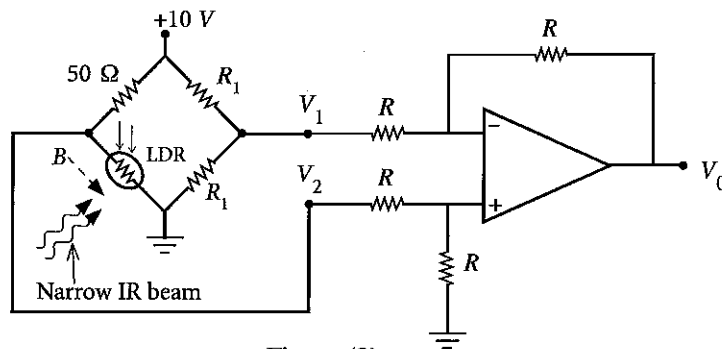 +10 V
R
50 Ω
R₁
V₁
R
−
B
LDR
V₂
R
+
V₀
R₁
R
Narrow IR beam